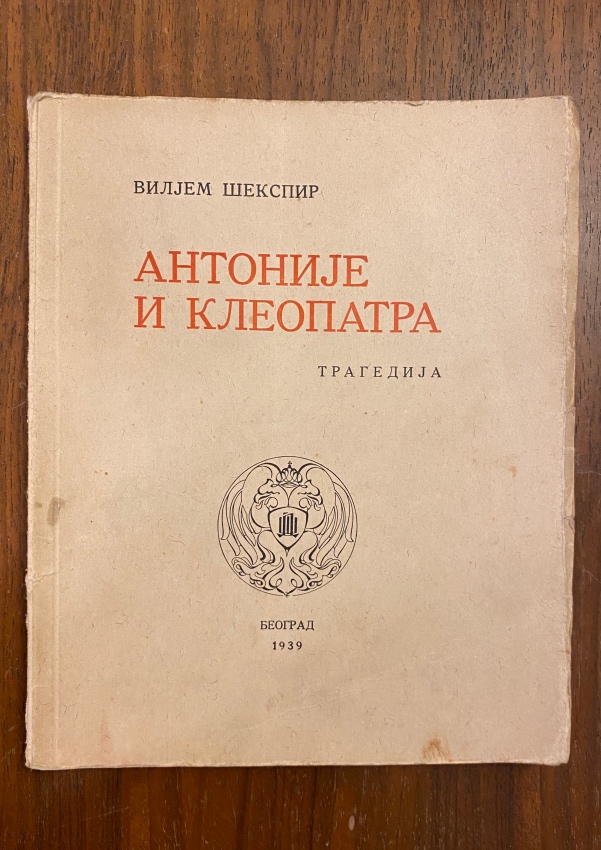 ВИЛЈЕМ ШЕКСПИР
АНТОНИЈЕ
И КЛЕОПАТРА
ТРАГЕДИЈА
БЕОГРАД
1939